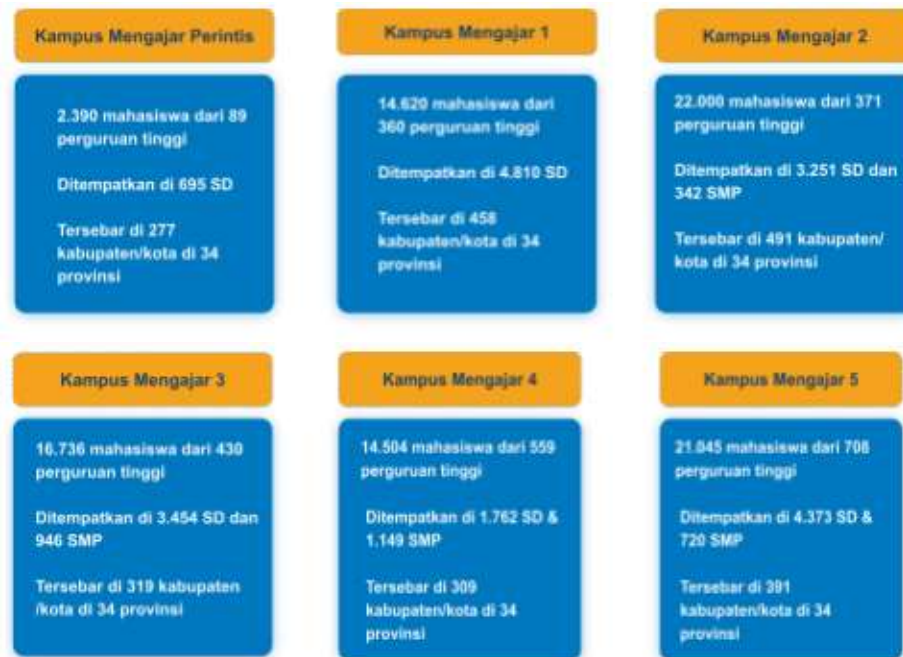 Kampus Mengajar Perintis
2.390 mahasiswa dari 89
perguruan tinggi
Ditempatkan di 695 SD
Tersebar di 277
kabupaten/kota di 34
provinsi
Kampus Mengajar 1
14.620 mahasiswa dari
360 perguruan tinggi
Ditempatkan di 4.810 SD
Tersebar di 458
kabupaten/kota di 34
provinsi
Kampus Mengajar 2
22.000 mahasiswa dari 371
perguruan tinggi
Ditempatkan di 3.251 SD dan
342 SMP
Tersebar di 491 kabupaten/
kota di 34 provinsi
Kampus Mengajar 3
16.736 mahasiswa dari 430
perguruan tinggi
Ditempatkan di 3.454 SD dan
946 SMP
Tersebar di 319 kabupaten
/kota di 34 provinsi
Kampus Mengajar 4
14.504 mahasiswa dari 559
perguruan tinggi
Ditempatkan di 1.762 SD &
1.149 SMP
Tersebar di 309
kabupaten/kota di 34
provinsi
Kampus Mengajar 5
21.045 mahasiswa dari 708
perguruan tinggi
Ditempatkan di 4.373 SD &
720 SMP
Tersebar di 391
kabupaten/kota di 34
provinsi